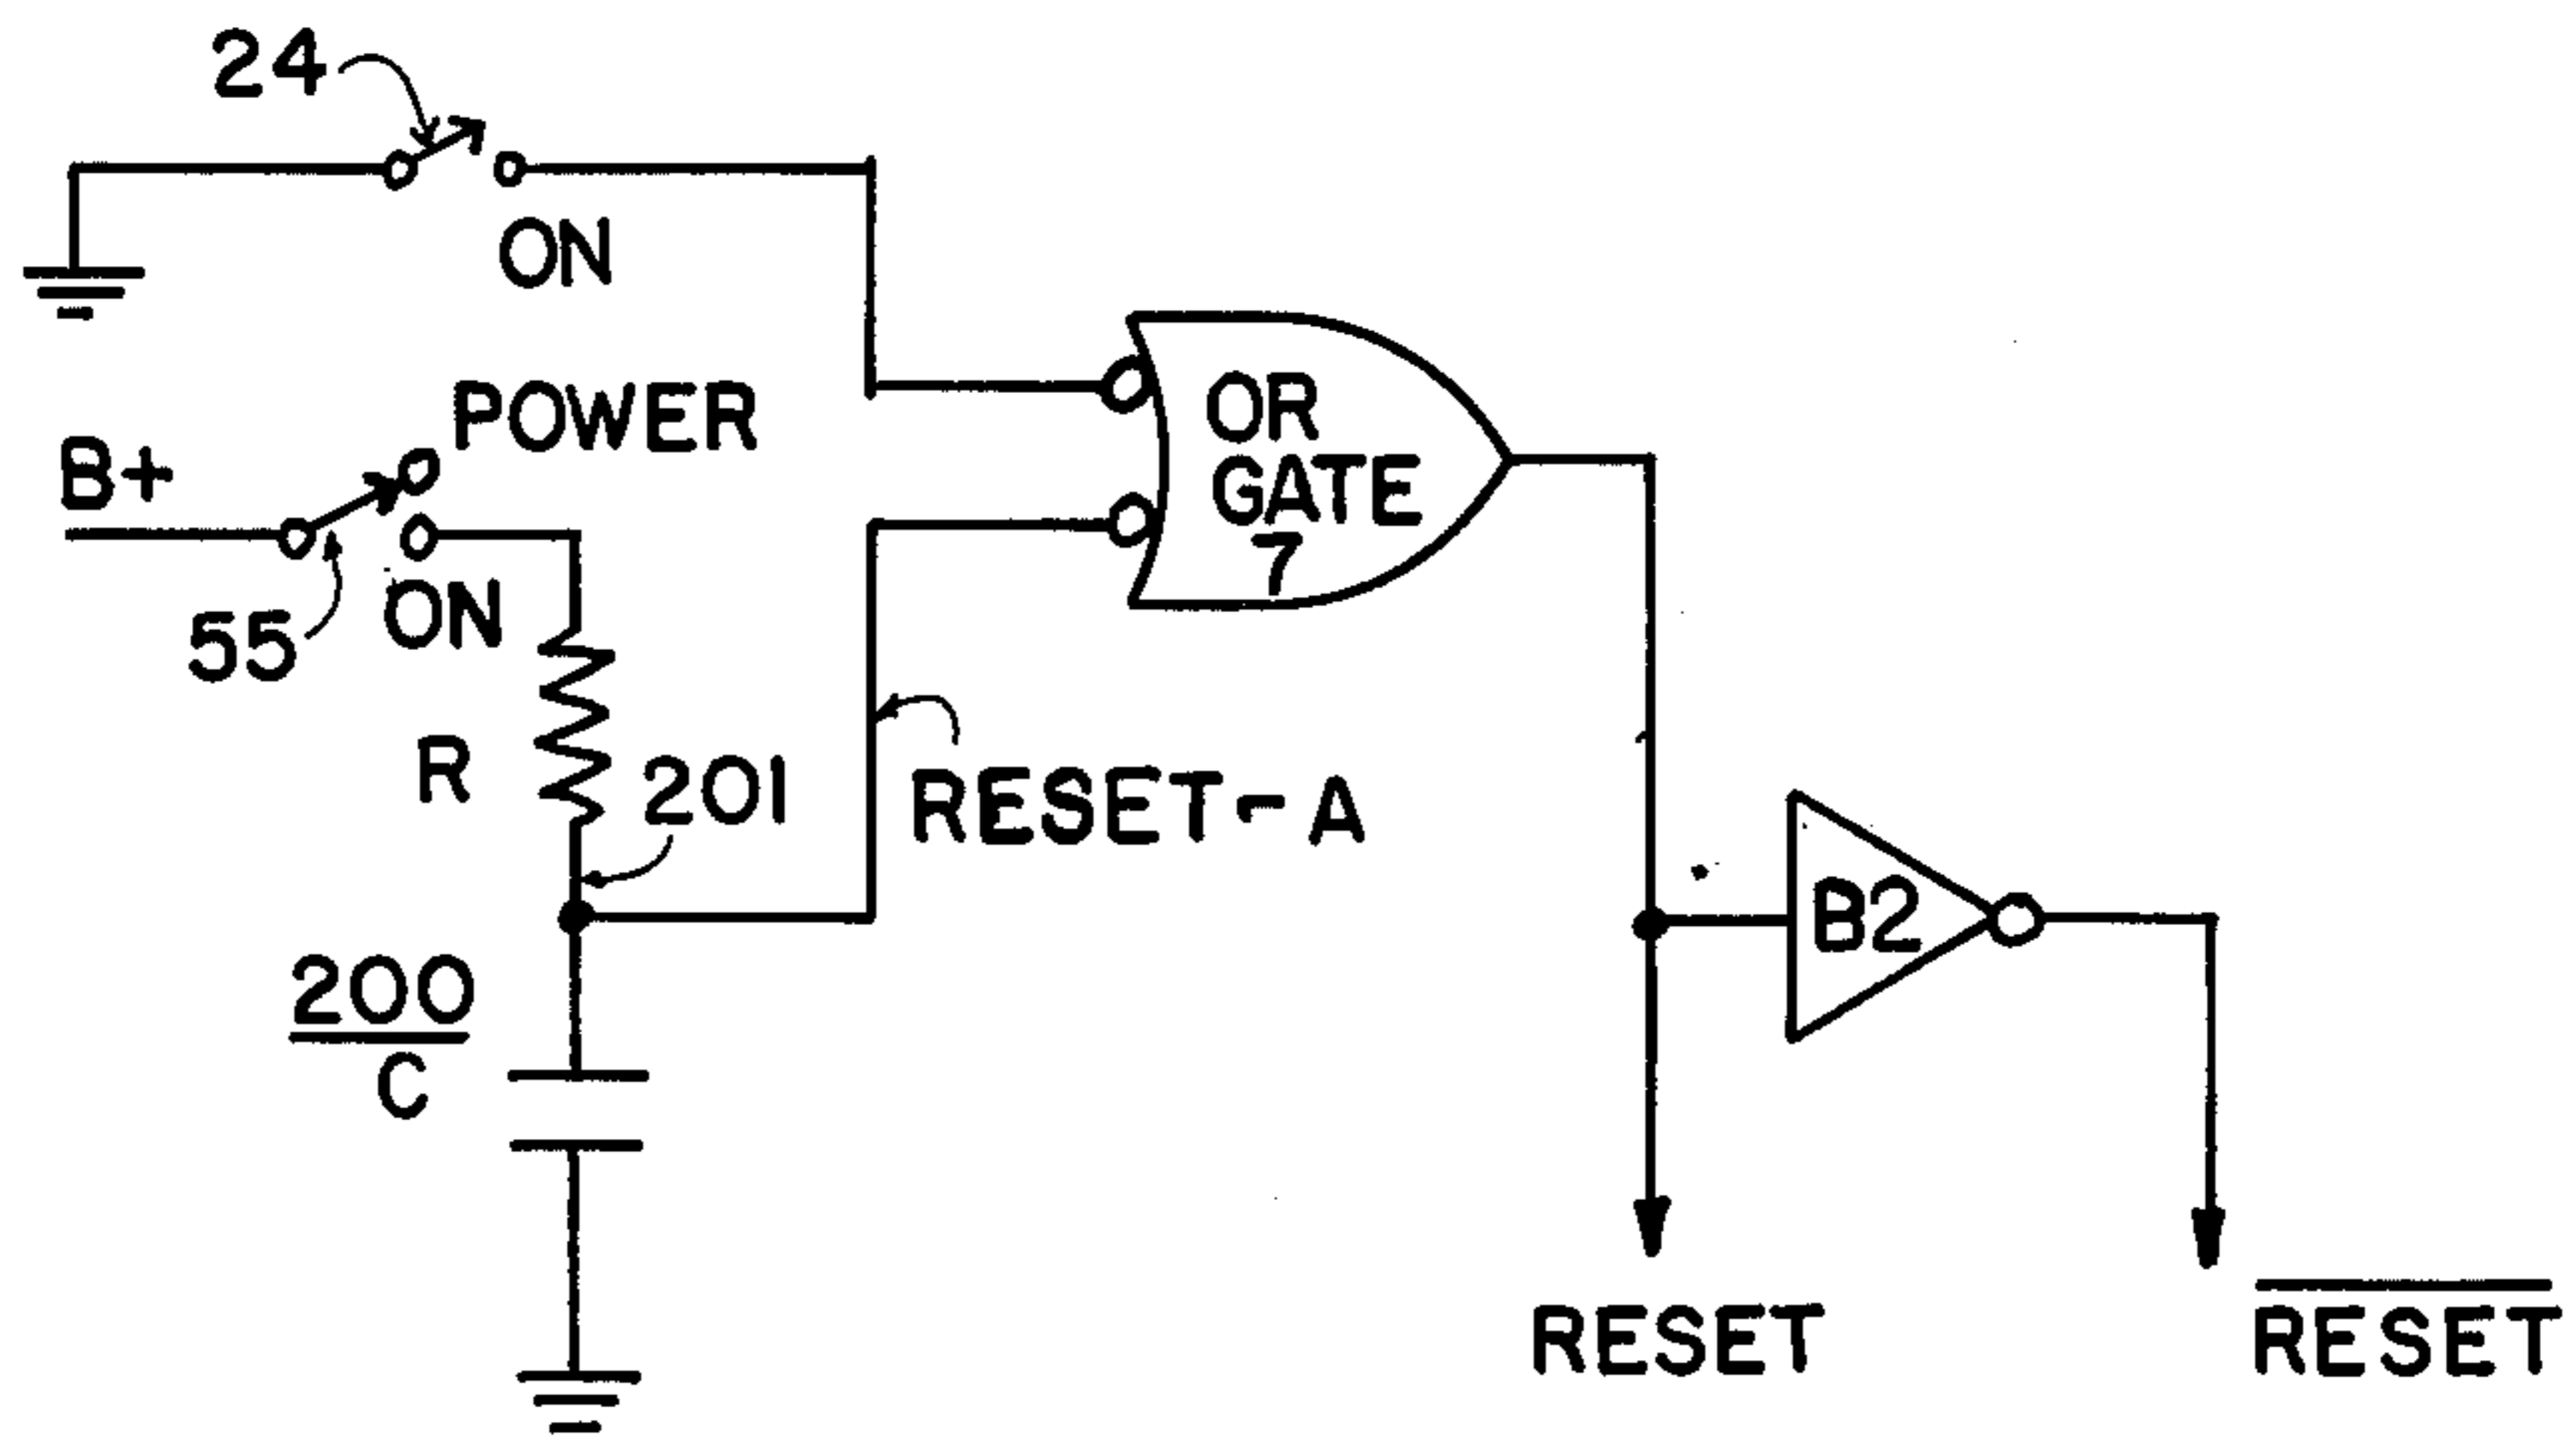 24
ON
POWER
B+
55
ON
OR
GATE
7
R
201
RESET-A
B2
200
C
RESET
RESET